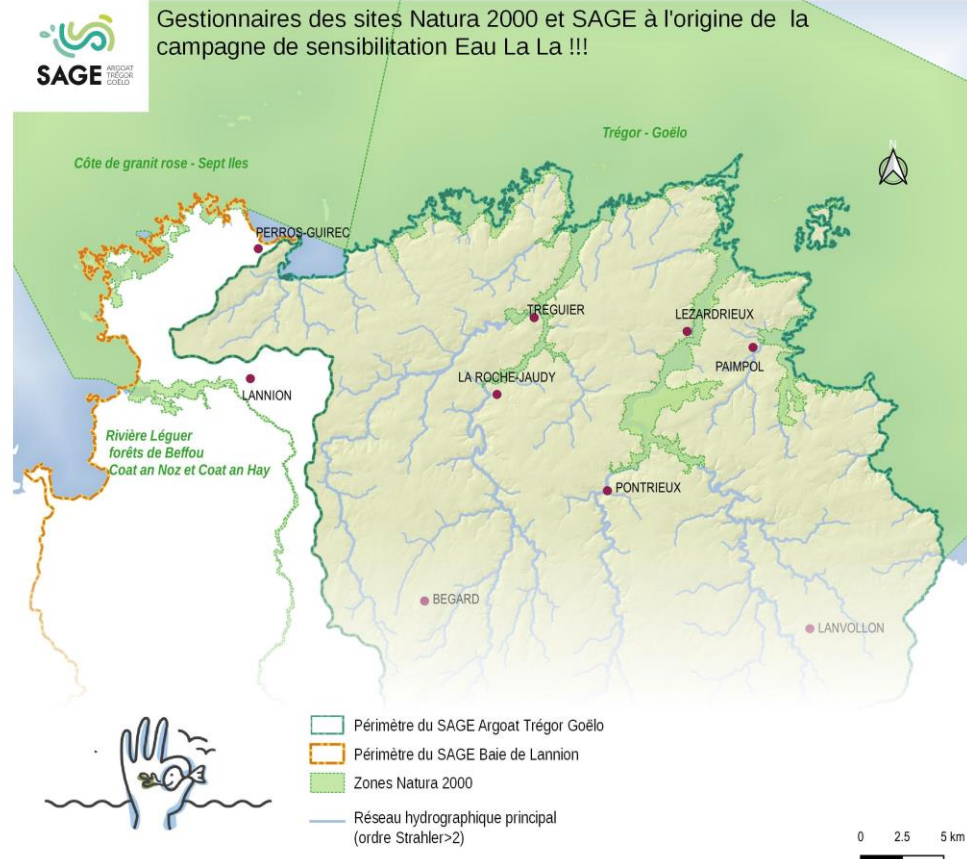 Gestionnaires des sites Natura 2000 et SAGE à l'origine de la
campagne de sensibilitation Eau La La !!!
SAGE
ARGOAT
TRÉGOR
GOËLO
Trégor - Goëlo
Côte de granit rose - Sept Iles
N
PERROS-GUIREC
TREGUIER
LEZARDRIEUX
PAIMPOL
LA ROCHE-JAUDY
LANNION
Rivière Léguer
forêts de Beffou
Coat an Noz et Coat an Hay
PONTRIEUX
BEGARD
LANVOLLON
Périmètre du SAGE Argoat Trégor Goëlo
Périmètre du SAGE Baie de Lannion
Zones Natura 2000
Réseau hydrographique principal
(ordre Strahler>2)
0 2.5 5 km